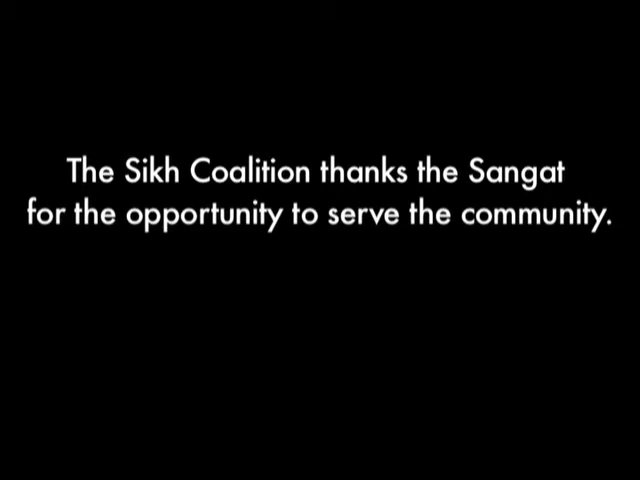 The Sikh Coalition thanks the Sangat
for the opportunity to serve the community.